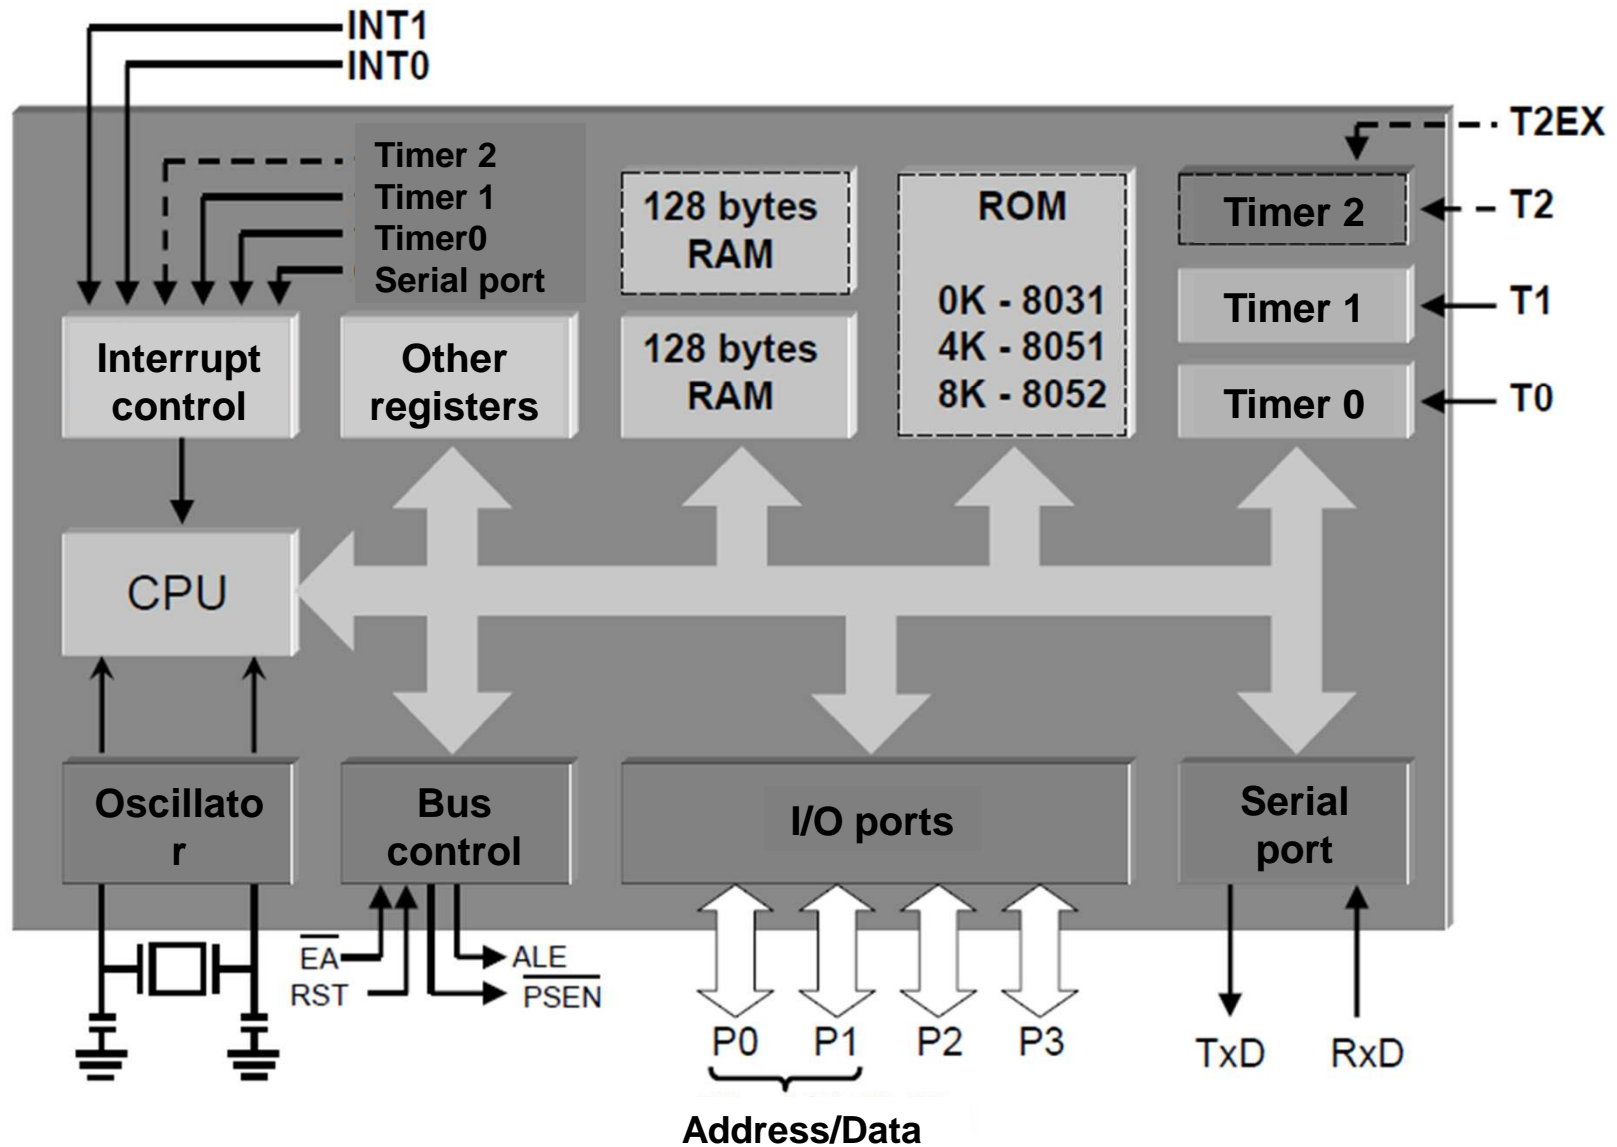 INT1
INT0
T2EX
Timer 2
Timer 1
Timer0
Serial port
128 bytes
RAM
ROM
0K - 8031
4K - 8051
8K - 8052
Timer 2
T2
Timer 1
T1
Timer 0
T0
Interrupt
control
Other
registers
128 bytes
RAM
CPU
Oscillato
r
Bus
control
I/O ports
Serial
port
EA
RST
ALE
PSEN
P0
P1
P2
P3
TxD
RxD
Address/Data